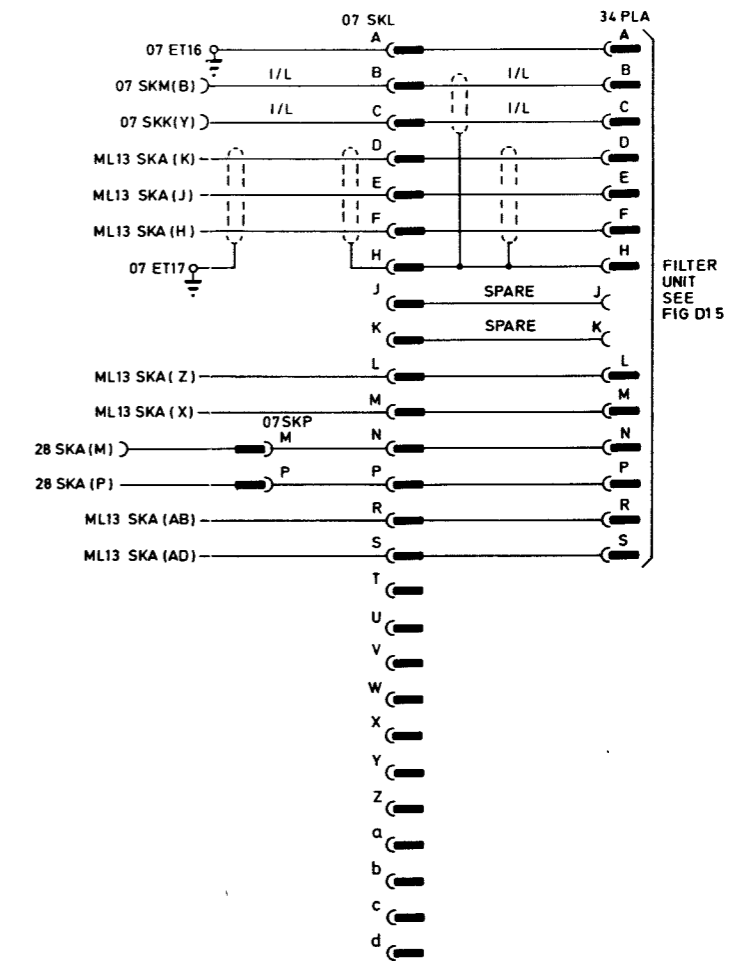 07 SKL 34 PLA
A A
07 ET16
07 SKM(B) I/L B I/L B
07 SKK(Y) I/L C I/L C
ML13 SKA (K) D D
ML13 SKA (J) E E
ML13 SKA (H) F F
07 ET17 H H
FILTER
UNIT
SEE
FIG D15
J SPARE J
K SPARE K
ML13 SKA (Z) L L
ML13 SKA (X) M M
07SKP
28 SKA (M) M N N
28 SKA (P) P P P
ML13 SKA (AB) R R
ML13 SKA (AD) S S
T
U
V
W
X
Y
Z
a
b
c
d